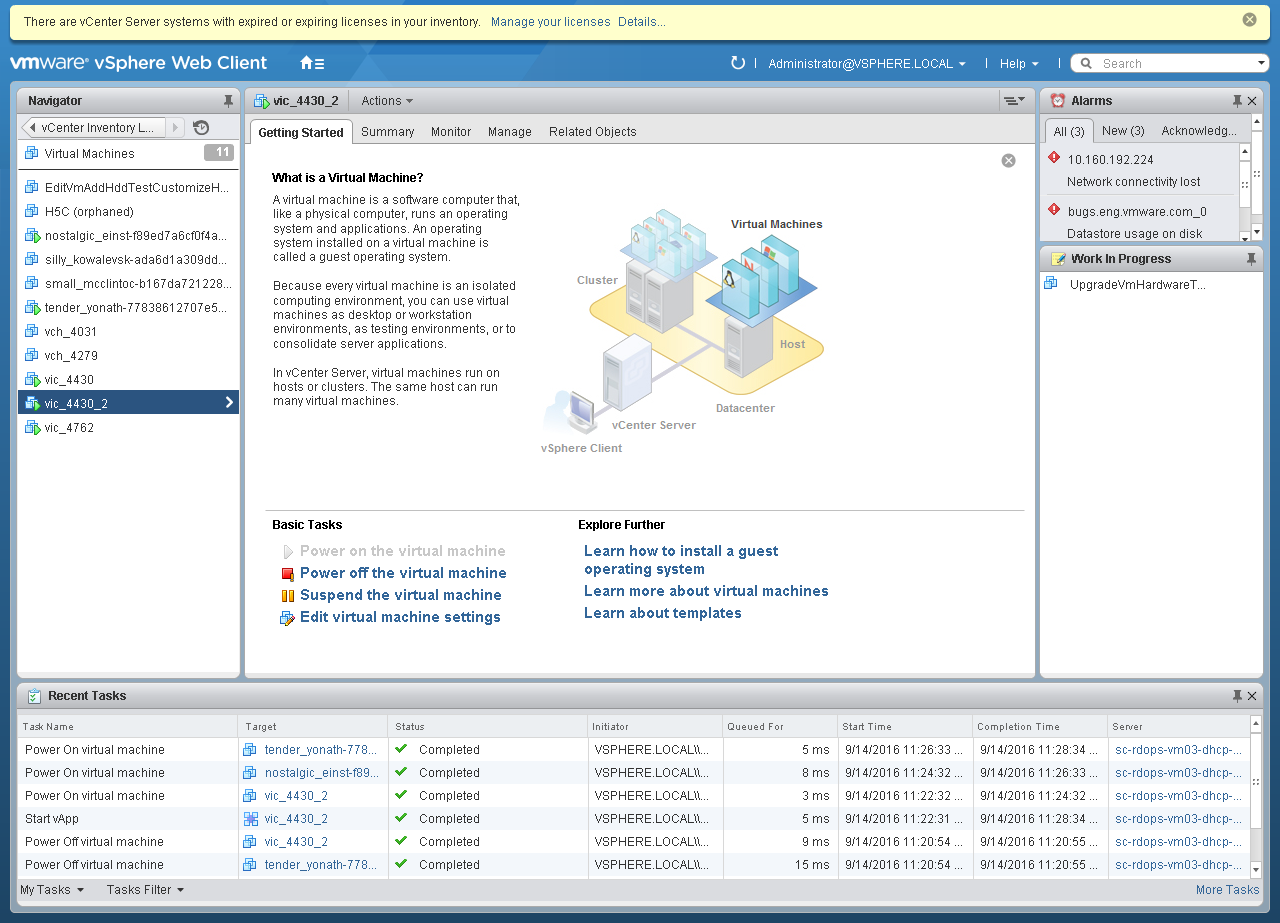 There are vCenter Server systems with expired or expiring licenses in your inventory. Manage your licenses Details...
vmware® vSphere Web Client
Administrator@VSPHERE.LOCAL
Help
Search
Navigator
vCenter Inventory L...
Virtual Machines 11
EditVmAddHddTestCustomizeH...
H5C (orphaned)
nostalgic_einst-f89ed7a6cf0f4a...
silly_kowalevsk-ada6d1a309dd...
small_mcclintoc-b167da721228...
tender_yonath-77838612707e5...
vch_4031
vch_4279
vic_4430
vic_4430_2
vic_4762
vic_4430_2 Actions
Getting Started Summary Monitor Manage Related Objects
What is a Virtual Machine?
A virtual machine is a software computer that,
like a physical computer, runs an operating
system and applications. An operating
system installed on a virtual machine is
called a guest operating system.
Because every virtual machine is an isolated
computing environment, you can use virtual
machines as desktop or workstation
environments, as testing environments, or to
consolidate server applications.
In vCenter Server, virtual machines run on
hosts or clusters. The same host can run
many virtual machines.
Virtual Machines
Cluster
Host
Datacenter
vCenter Server
vSphere Client
Basic Tasks
Power on the virtual machine
Power off the virtual machine
Suspend the virtual machine
Edit virtual machine settings
Explore Further
Learn how to install a guest
operating system
Learn more about virtual machines
Learn about templates
Alarms
All (3) New (3) Acknowledg...
10.160.192.224
Network connectivity lost
bugs.eng.vmware.com_0
Datastore usage on disk
Work In Progress
UpgradeVmHardwareT...
Recent Tasks
Task Name Target Status Initiator Queued For Start Time Completion Time Server
Power On virtual machine tender_yonath-778... Completed VSPHERE.LOCAL\\... 5 ms 9/14/2016 11:26:33 ... 9/14/2016 11:28:34 ... sc-rdops-vm03-dhcp-...
Power On virtual machine nostalgic_einst-f89... Completed VSPHERE.LOCAL\\... 8 ms 9/14/2016 11:24:32 ... 9/14/2016 11:26:33 ... sc-rdops-vm03-dhcp-...
Power On virtual machine vic_4430_2 Completed VSPHERE.LOCAL\\... 3 ms 9/14/2016 11:22:32 ... 9/14/2016 11:24:32 ... sc-rdops-vm03-dhcp-...
Start vApp vic_4430_2 Completed VSPHERE.LOCAL\\... 5 ms 9/14/2016 11:22:31 ... 9/14/2016 11:28:34 ... sc-rdops-vm03-dhcp-...
Power Off virtual machine vic_4430_2 Completed VSPHERE.LOCAL\\... 9 ms 9/14/2016 11:20:54 ... 9/14/2016 11:20:55 ... sc-rdops-vm03-dhcp-...
Power Off virtual machine tender_yonath-778... Completed VSPHERE.LOCAL\\... 15 ms 9/14/2016 11:20:54 ... 9/14/2016 11:20:55 ... sc-rdops-vm03-dhcp-...
My Tasks Tasks Filter More Tasks